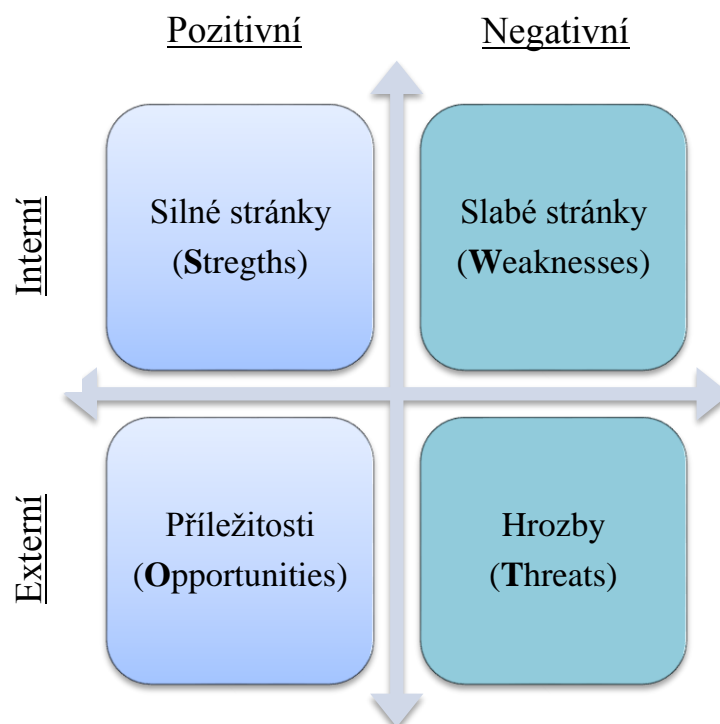 Pozitivní Negativní
Interní
Silné stránky
(Stregths)
Slabé stránky
(Weaknesses)
Externí
Příležitosti
(Opportunities)
Hrozby
(Threats)